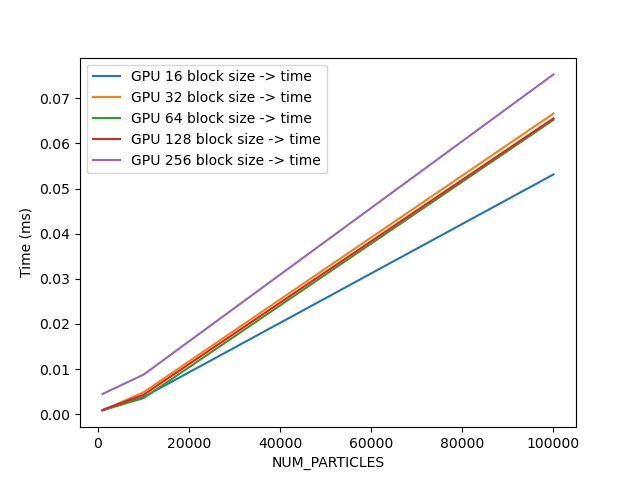 GPU 16 block size -> time
GPU 32 block size -> time
GPU 64 block size -> time
GPU 128 block size -> time
GPU 256 block size -> time
0.07
0.06
0.05
0.04
0.03
0.02
0.01
0.00
Time (ms)
0 20000 40000 60000 80000 100000
NUM_PARTICLES